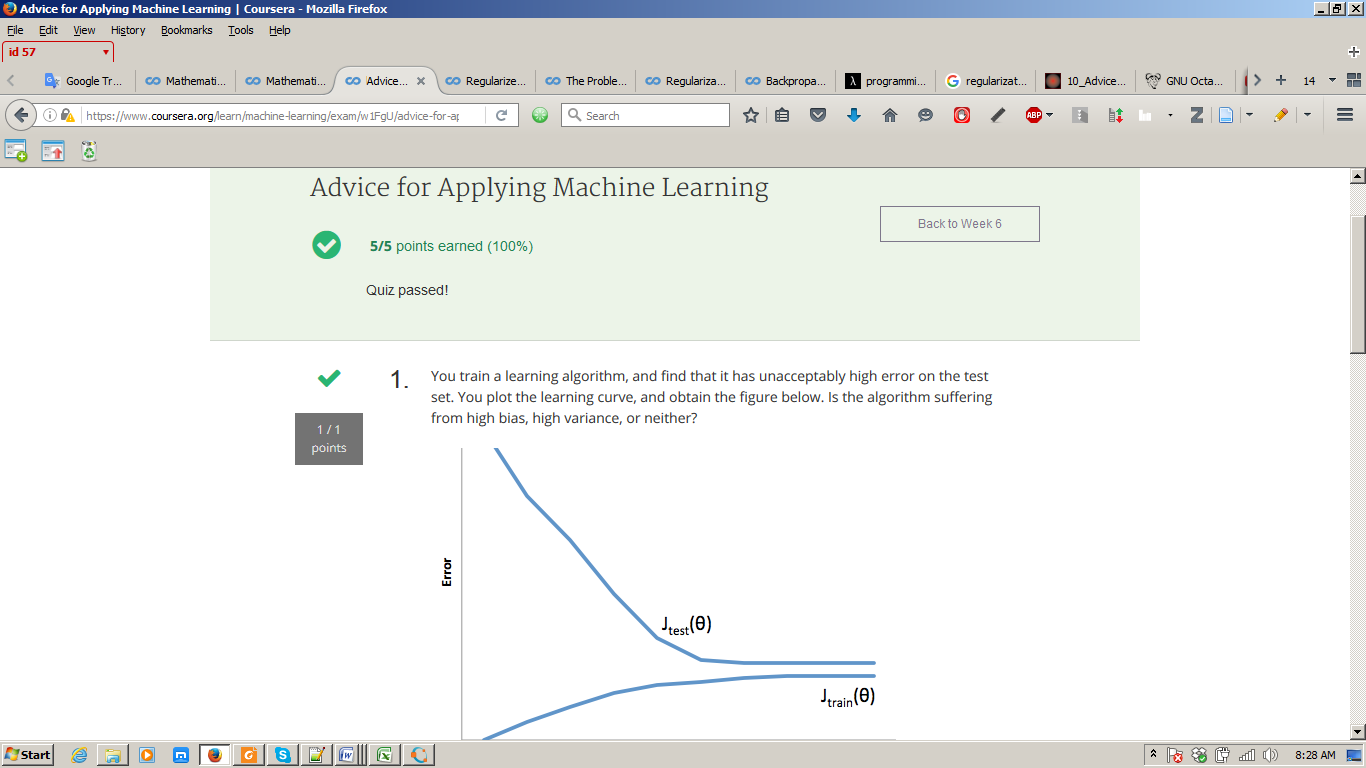 Advice for Applying Machine Learning | Coursera - Mozilla Firefox
File Edit View History Bookmarks Tools Help
id 57
Google Tr... Mathemati... Mathemati... Advice... Regularize... The Proble... Regulariza... Backpropa... programmi... regularizat... 10_Advice... GNU Octa... 14
https://www.coursera.org/learn/machine-learning/exam/w1FgU/advice-for-ap Search ABP
Advice for Applying Machine Learning
Back to Week 6
5/5 points earned (100%)
Quiz passed!
1. You train a learning algorithm, and find that it has unacceptably high error on the test
set. You plot the learning curve, and obtain the figure below. Is the algorithm suffering
from high bias, high variance, or neither?
1 / 1
points
Error
Jtest(θ)
Jtrain(θ)
Start 8:28 AM